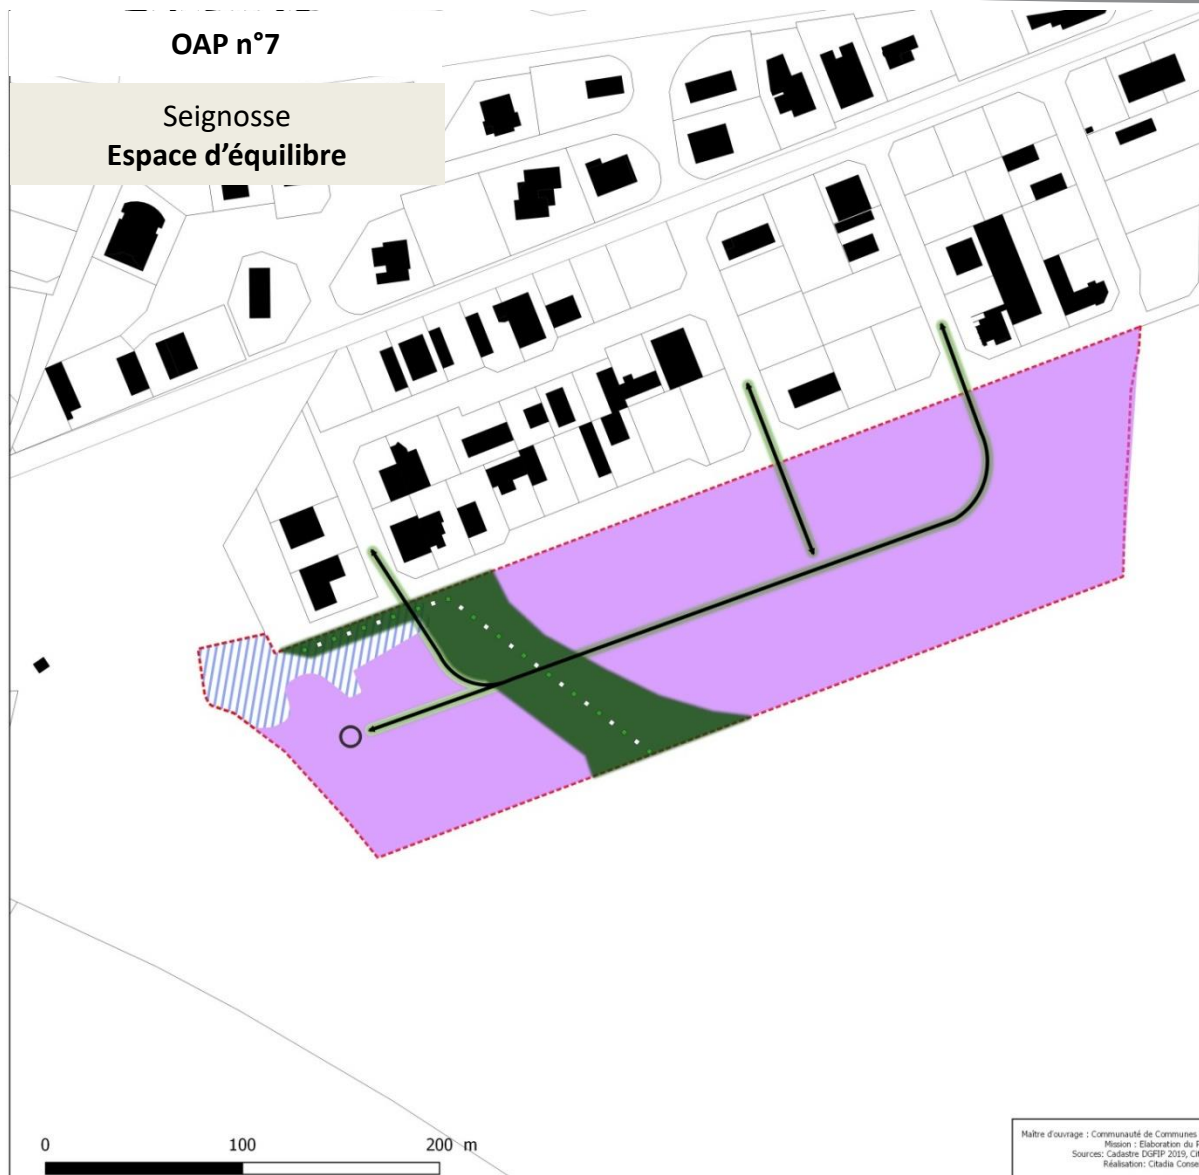 OAP n°7
Seignosse
Espace d'équilibre
0 100 200 m
Maître d'ouvrage : Communauté de Communes
Mission : Elaboration du
Sources: Cadastre DGFIP 2019,
Réalisation: Citadia